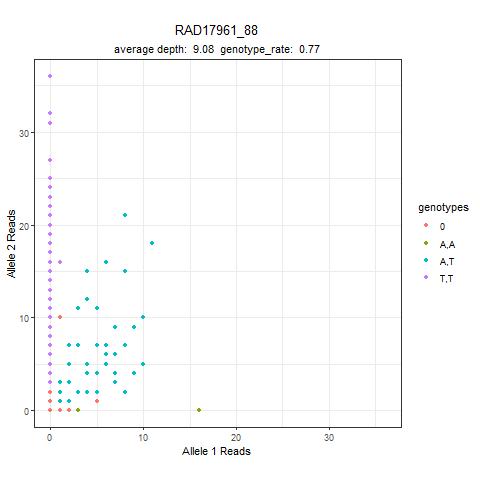 RAD17961_88
average depth: 9.08 genotype_rate: 0.77
30
20
10
0
Allele 2 Reads
0 10 20 30
Allele 1 Reads
genotypes
0
A,A
A,T
T,T